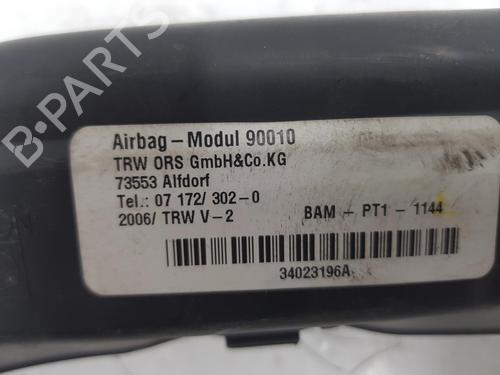 Airbag – Modul 90010
TRW ORS GmbH&Co.KG
73553 Alfdorf
Tel.: 07 172/ 302-0
2006/ TRW V-2
BAM - PT1 - 1144
34023196A
B-PARTS